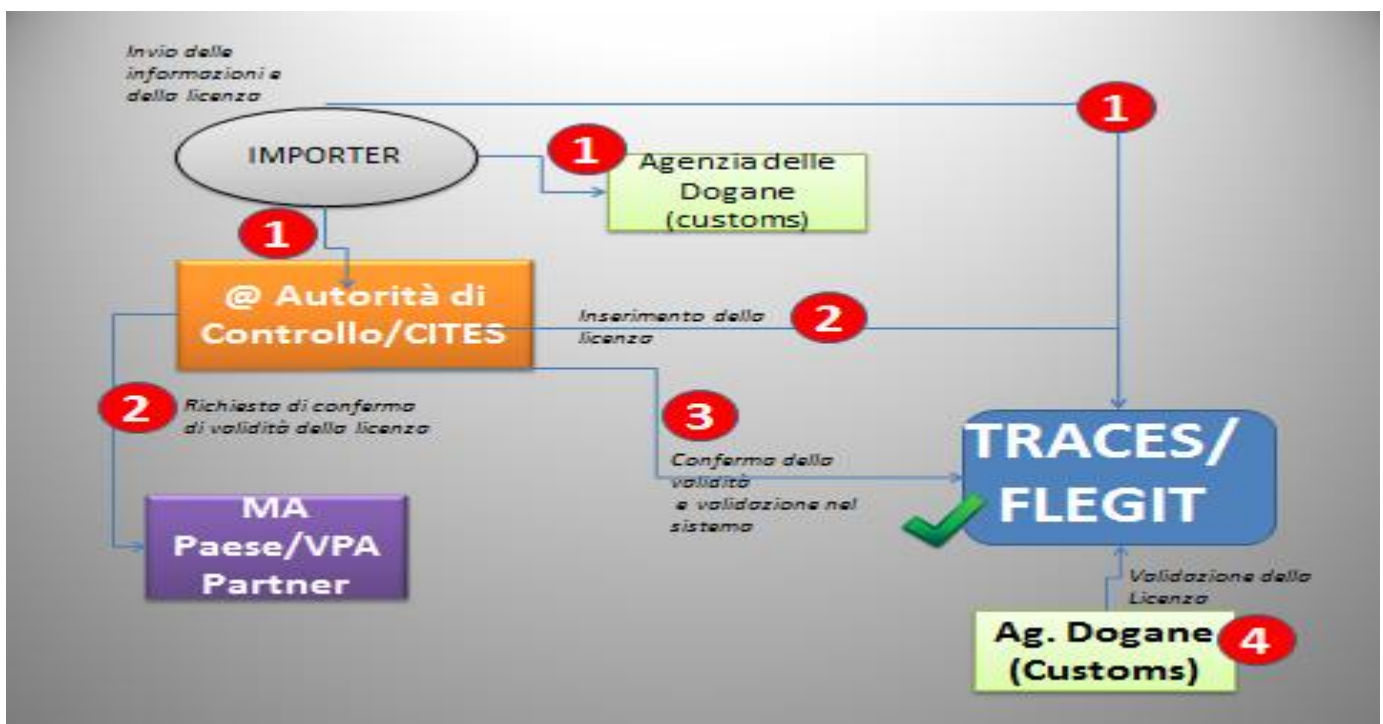 Invio delle
informazioni e
della licenza
1
IMPORTER
1
Agenzia delle
Dogane
(customs)
1
@ Autorità di
Controllo/CITES
Inserimento della
licenza
2
2
Richiesta di conferma
di validità della licenza
3
Conferma della
validità
e validazione nel
sistema
TRACES/
FLEGIT
MA
Paese/VPA
Partner
Validazione della
Licenza
Ag. Dogane
(Customs)
4